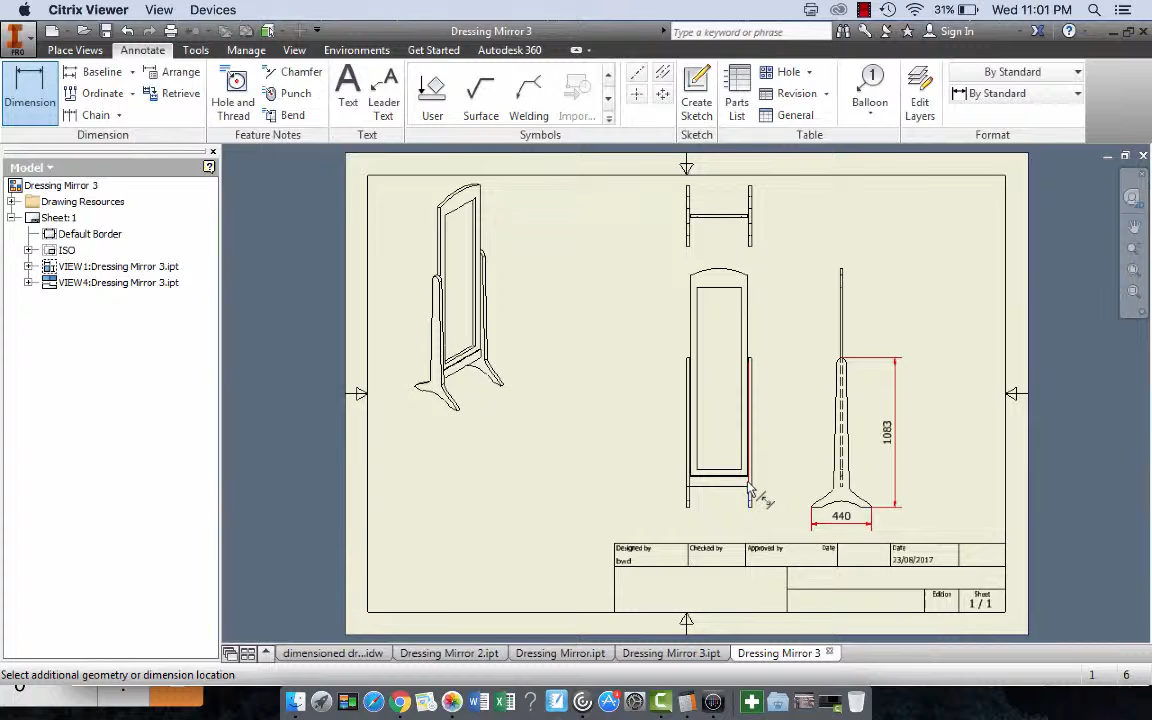 Citrix Viewer View Devices 31% Wed 11:01 PM
PRO
Dressing Mirror 3
Type a keyword or phrase
Sign In
Place Views Annotate Tools Manage View Environments Get Started Autodesk 360
Dimension
Baseline
Ordinate
Chain
Arrange
Retrieve
Dimension
Hole and Thread
Chamfer
Punch
Bend
Feature Notes
Text
Leader Text
Text
User
Surface
Welding
Impor...
Symbols
Create Sketch
Sketch
Parts List
Hole
Revision
General
Table
1
Balloon
Edit Layers
By Standard
By Standard
Format
Model
Dressing Mirror 3
Drawing Resources
Sheet:1
Default Border
ISO
VIEW1:Dressing Mirror 3.ipt
VIEW4:Dressing Mirror 3.ipt
1083
440
Designed by
bwd
Checked by
Approved by
Date
Date
23/08/2017
Edition
Sheet
1 / 1
dimensioned dr...idw
Dressing Mirror 2.ipt
Dressing Mirror.ipt
Dressing Mirror 3.ipt
Dressing Mirror 3
Select additional geometry or dimension location
1 6